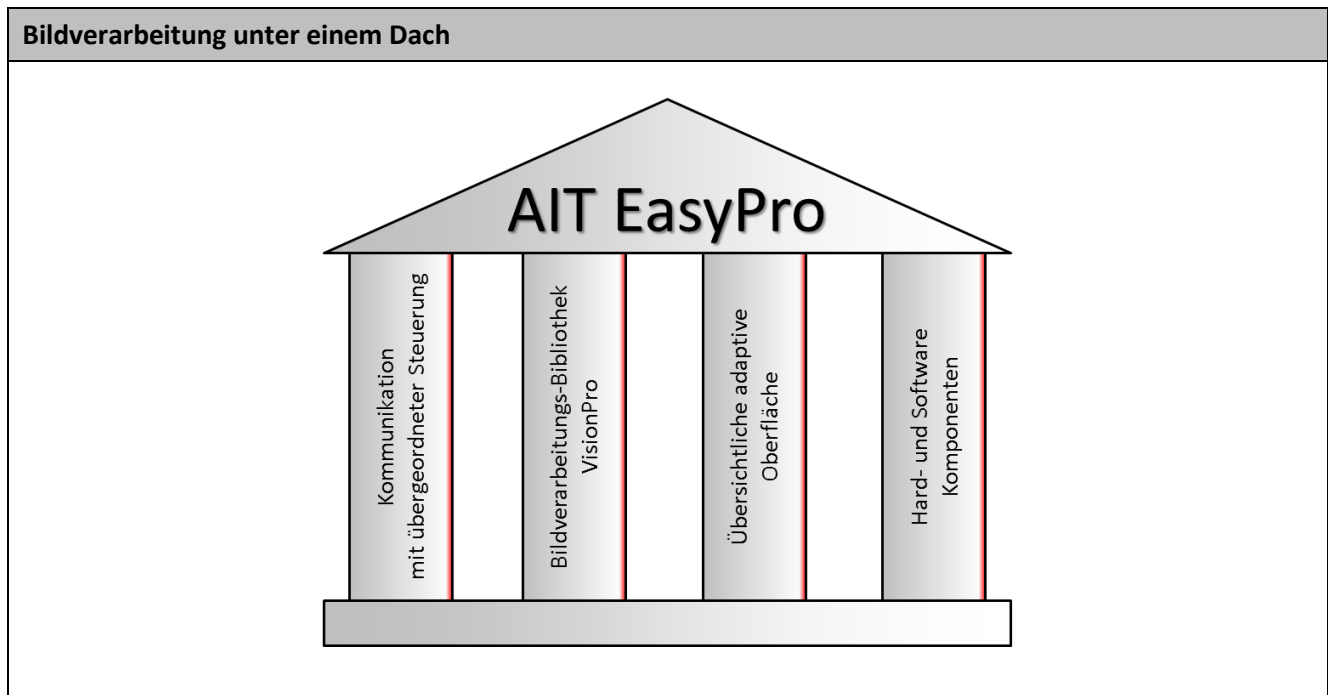 Bildverarbeitung unter einem Dach
AIT EasyPro
Kommunikation
mit übergeordneter Steuerung
Bildverarbeitungs-Bibliothek
VisionPro
Übersichtliche adaptive
Oberfläche
Hard- und Software
Komponenten